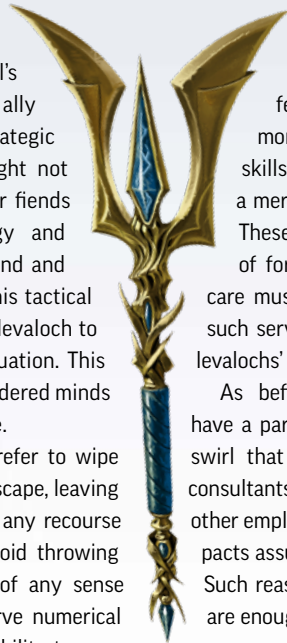 l's
ally
ategic
ght not
r fiends
gy and
nd and
his tactical
levaloch to
uation. This
dered minds
e.
refer to wipe
scape, leaving
any recourse
oid throwing
of any sense
rve numerical
fe
mor
skills
a mer
These
of for
care mus
such serv
levalochs'
As bef
have a par
swirl that
consultants
other empl
pacts assu
Such reas
are enoug